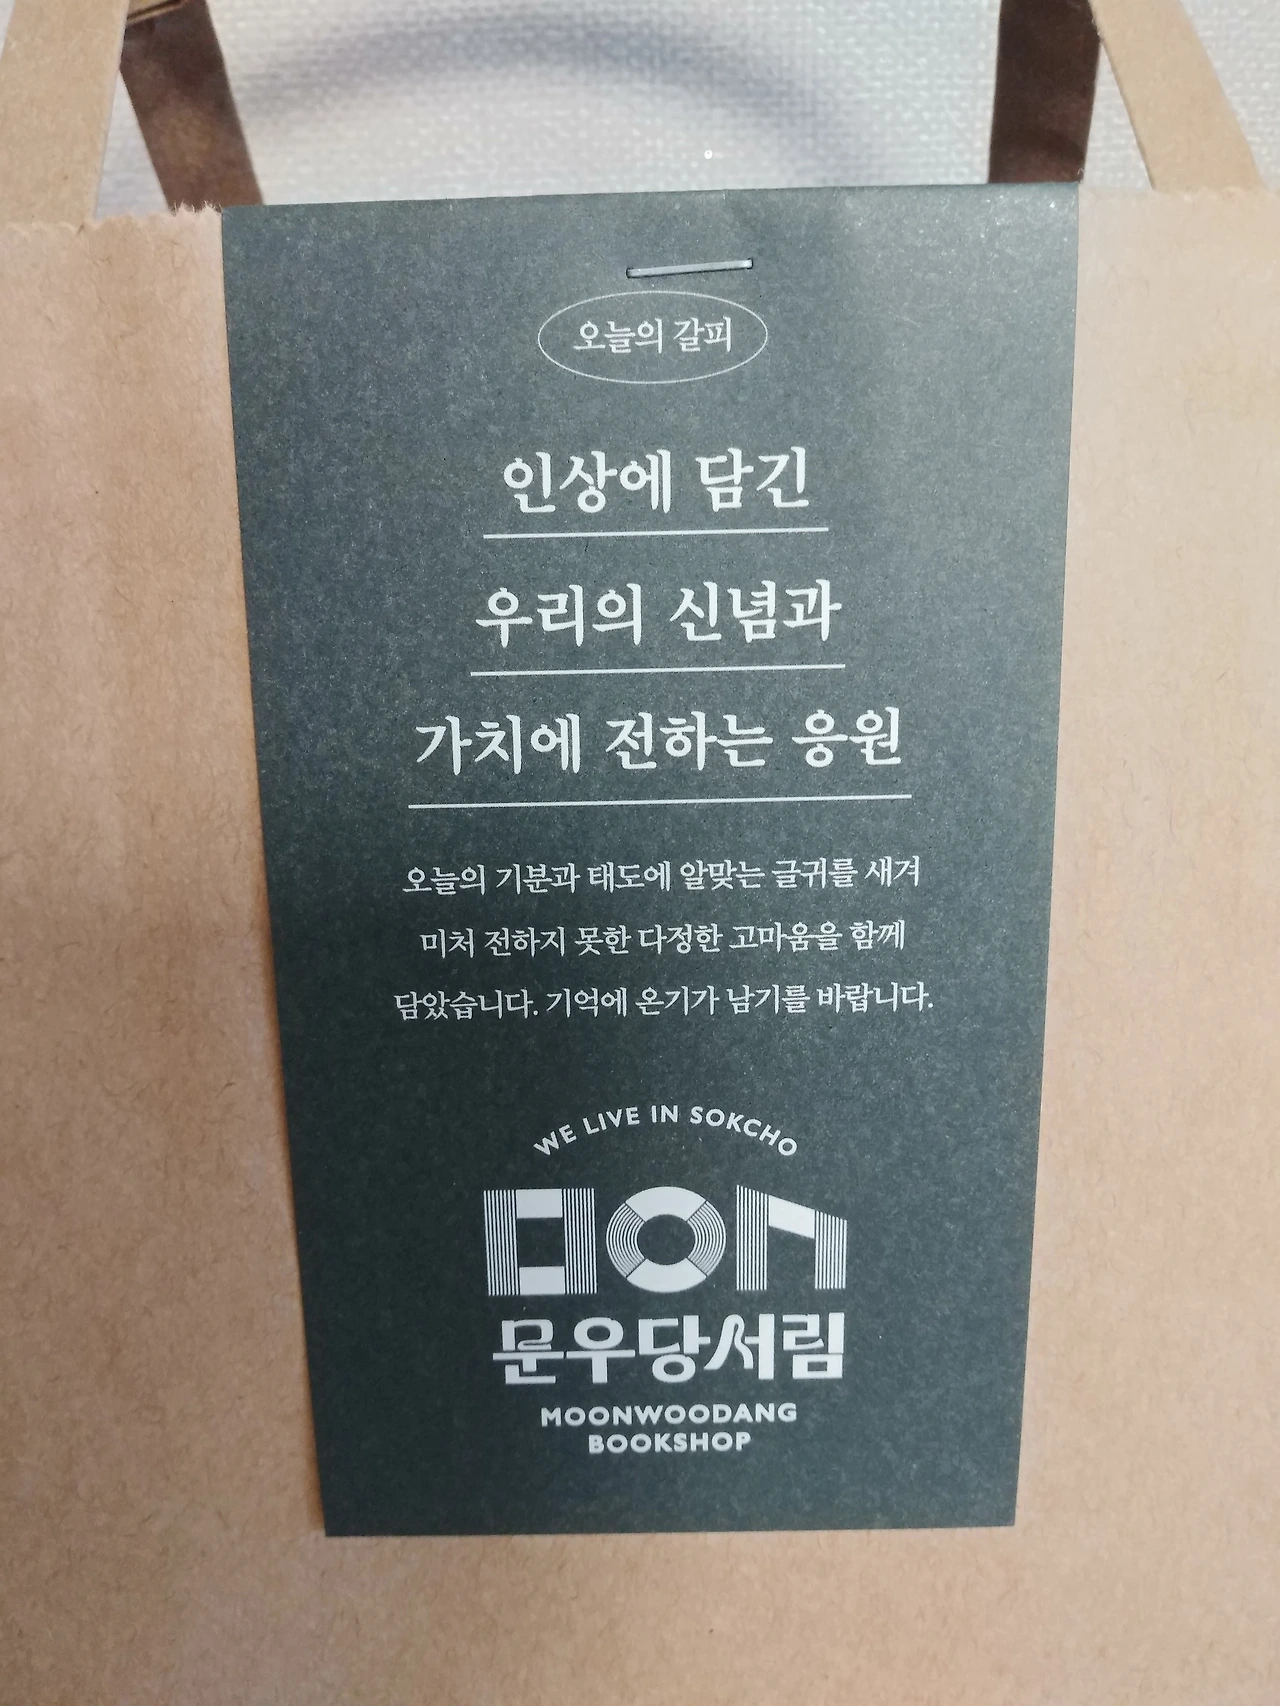 오늘의 갈피
인상에 담긴
우리의 신념과
가치에 전하는 응원
오늘의 기분과 태도에 알맞는 글귀를 새겨
미처 전하지 못한 다정한 고마움을 함께
담았습니다. 기억에 온기가 남기를 바랍니다.
WE LIVE IN SOKCHO
문우당서림
MOONWOODANG
BOOKSHOP